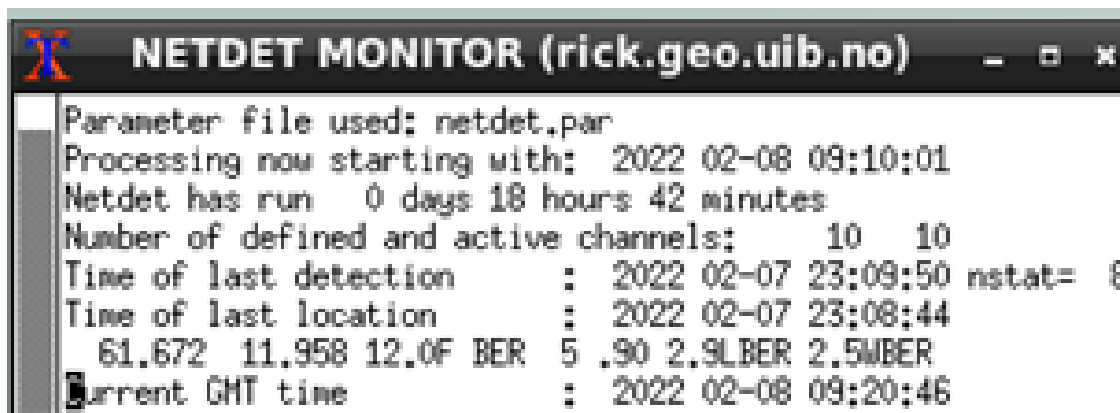 NETDET MONITOR (rick.geo.uib.no)
Parameter file used: netdet.par
Processing now starting with:  2022 02-08 09:10:01
Netdet has run   0 days 18 hours 42 minutes
Number of defined and active channels:     10   10
Time of last detection       :  2022 02-07 23:09:50 nstat=  8
Time of last location        :  2022 02-07 23:08:44
  61.672  11.958 12.0F BER  5 .90 2.9LBER 2.5WBER
Current GMT time             :  2022 02-08 09:20:46